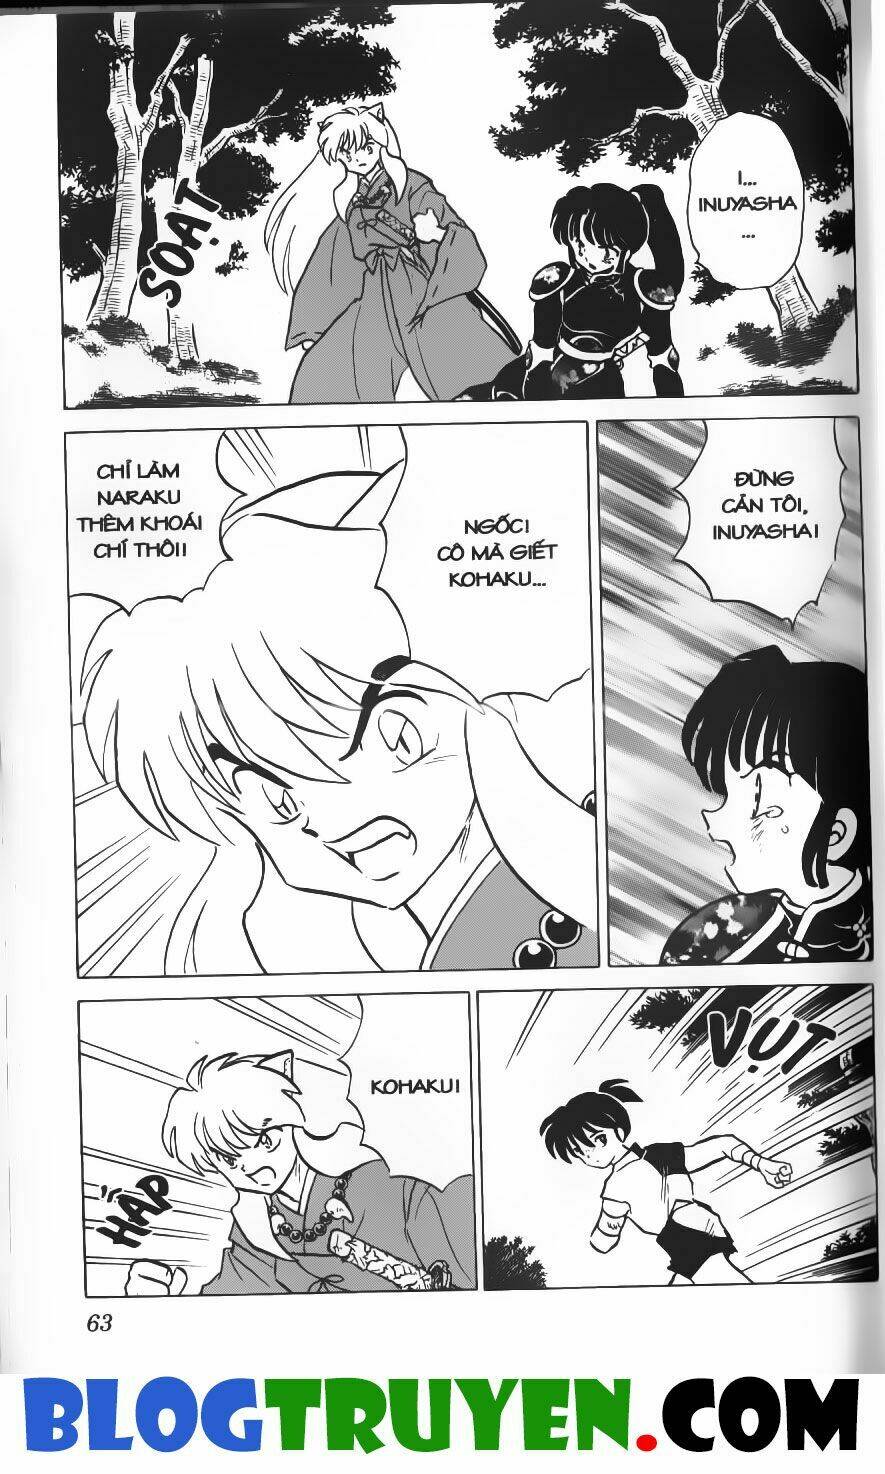 I...
INUYASHA
...
SOẠT
ĐỪNG
CẢN TÔI,
INUYASHA!
NGỐC!
CÔ MÀ GIẾT
KOHAKU...
CHỈ LÀM
NARAKU
THÊM KHOÁI
CHÍ THÔI!
VỤT
KOHAKU!
HẤP
63
BLOGTRUYEN.COM